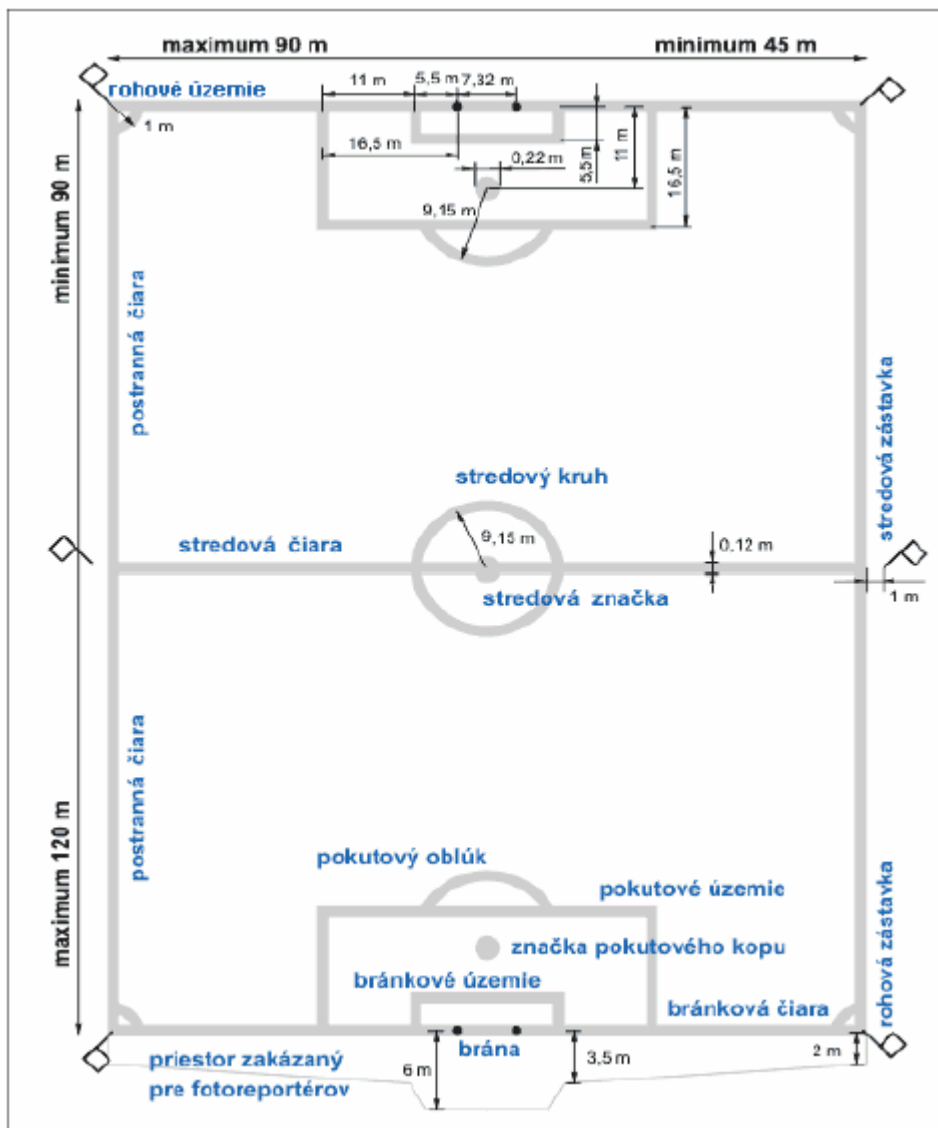 maximum 90 m
minimum 45 m
rohové územie
11 m
5,5 m
7,32 m
1 m
16,5 m
0,22 m
5,5m
11 m
16,5 m
9,15 m
minimum 90 m
postranná čiara
stredová zástavka
stredový kruh
stredová čiara
9,15 m
0.12 m
stredová značka
1 m
postranná čiara
maximum 120 m
pokutový oblúk
pokutové územie
značka pokutového kopu
bránkové územie
bránková čiara
rohová zástavka
brána
priestor zakázaný
pre fotoreportérov
6 m
3,5m
2 m